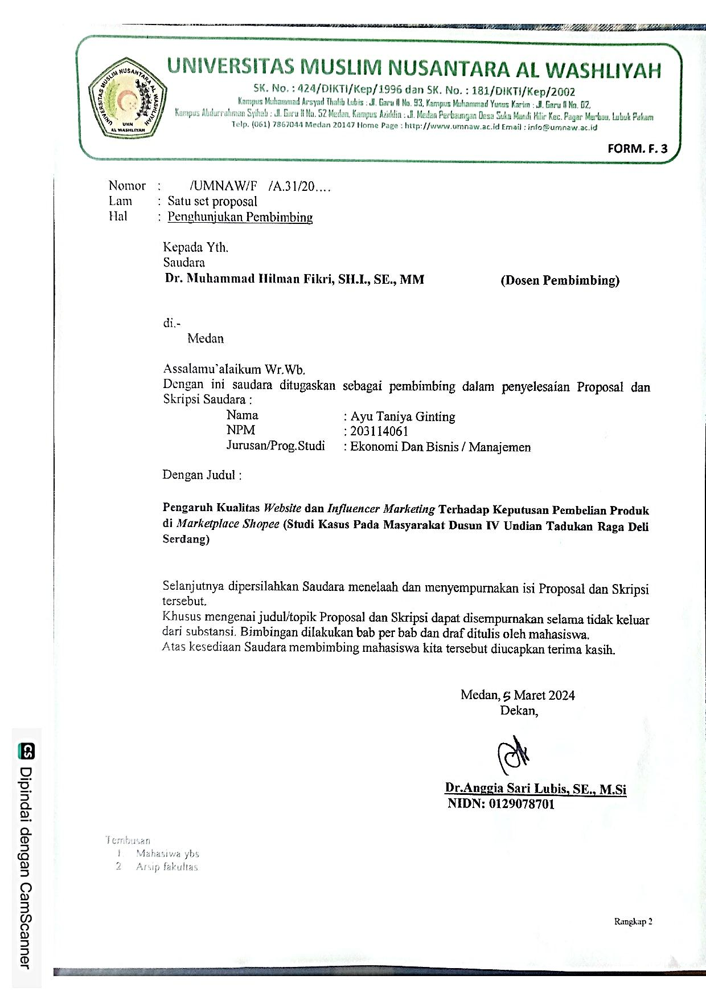 UNIVERSITAS MUSLIM NUSANTARA AL WASHLIYAH
SK. No. : 424/DIKTI/Kep/1996 dan SK. No. : 181/DIKTI/Kep/2002
Kampus Muhammad Arsyad Thalib Lubis : Jl. Garu II No. 93, Kampus Muhammad Yunus Karim : Jl. Garu II No. 02,
Kampus Abdurrahman Syihab : Jl. Garu II No. 52 Medan, Kampus Aziddin : Jl. Medan Perbaungan Desa Suka Mandi Hilir Kec. Pagar Merbau, Lubuk Pakam
Telp. (061) 7867044 Medan 20147 Home Page : http://www.umnaw.ac.id Email : info@umnaw.ac.id
UNIVERSITAS MUSLIM NUSANTARA AL WASHLIYAH
UMN
AL WASHLIYAH
FORM. F. 3
Nomor : /UMNAW/F /A.31/20....
Lam : Satu set proposal
Hal : Penghunjukan Pembimbing
Kepada Yth.
Saudara
Dr. Muhammad Hilman Fikri, SH.I., SE., MM (Dosen Pembimbing)
di.-
Medan
Assalamu'alaikum Wr.Wb.
Dengan ini saudara ditugaskan sebagai pembimbing dalam penyelesaian Proposal dan
Skripsi Saudara :
Nama : Ayu Taniya Ginting
NPM : 203114061
Jurusan/Prog.Studi : Ekonomi Dan Bisnis / Manajemen
Dengan Judul :
Pengaruh Kualitas Website dan Influencer Marketing Terhadap Keputusan Pembelian Produk
di Marketplace Shopee (Studi Kasus Pada Masyarakat Dusun IV Undian Tadukan Raga Deli
Serdang)
Selanjutnya dipersilahkan Saudara menelaah dan menyempurnakan isi Proposal dan Skripsi
tersebut.
Khusus mengenai judul/topik Proposal dan Skripsi dapat disempurnakan selama tidak keluar
dari substansi. Bimbingan dilakukan bab per bab dan draf ditulis oleh mahasiswa.
Atas kesediaan Saudara membimbing mahasiswa kita tersebut diucapkan terima kasih.
Medan, 5 Maret 2024
Dekan,
Dr.Anggia Sari Lubis, SE., M.Si
NIDN: 0129078701
Tembusan
1 Mahasiwa ybs
2 Arsip fakultas
Rangkap 2
CS Dipindai dengan CamScanner